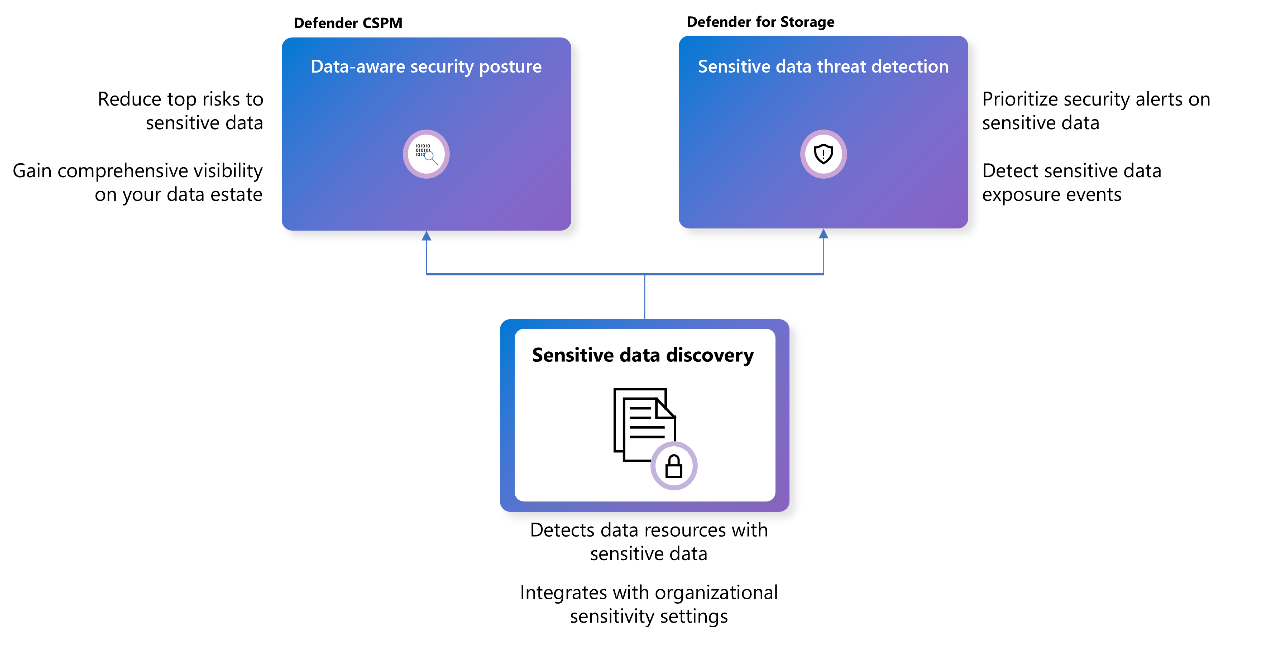 Defender CSPM
Data-aware security posture
Reduce top risks to
sensitive data
Gain comprehensive visibility
on your data estate
Defender for Storage
Sensitive data threat detection
Prioritize security alerts on
sensitive data
Detect sensitive data
exposure events
Sensitive data discovery
Detects data resources with
sensitive data
Integrates with organizational
sensitivity settings